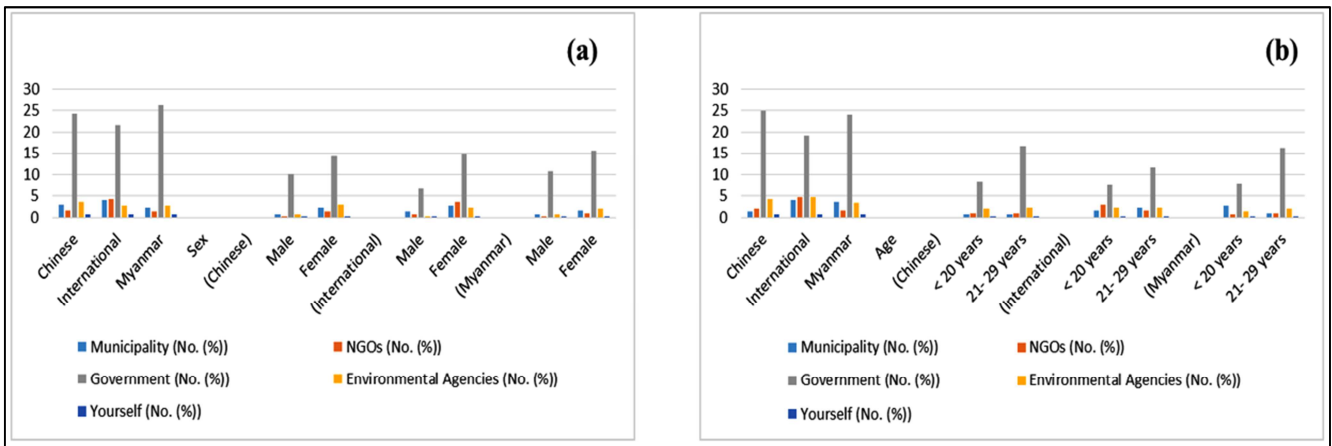 (a)
30
25
20
15
10
5
0
Chinese
International
Myanmar
Sex
(Chinese)
Male
Female
(International)
Male
Female
(Myanmar)
Male
Female
Municipality (No. (%)) NGOs (No. (%))
Government (No. (%)) Environmental Agencies (No. (%))
Yourself (No. (%))
(b)
30
25
20
15
10
5
0
Chinese
International
Myanmar
Age
(Chinese)
< 20 years
21- 29 years
(International)
< 20 years
21- 29 years
(Myanmar)
< 20 years
21- 29 years
Municipality (No. (%)) NGOs (No. (%))
Government (No. (%)) Environmental Agencies (No. (%))
Yourself (No. (%))